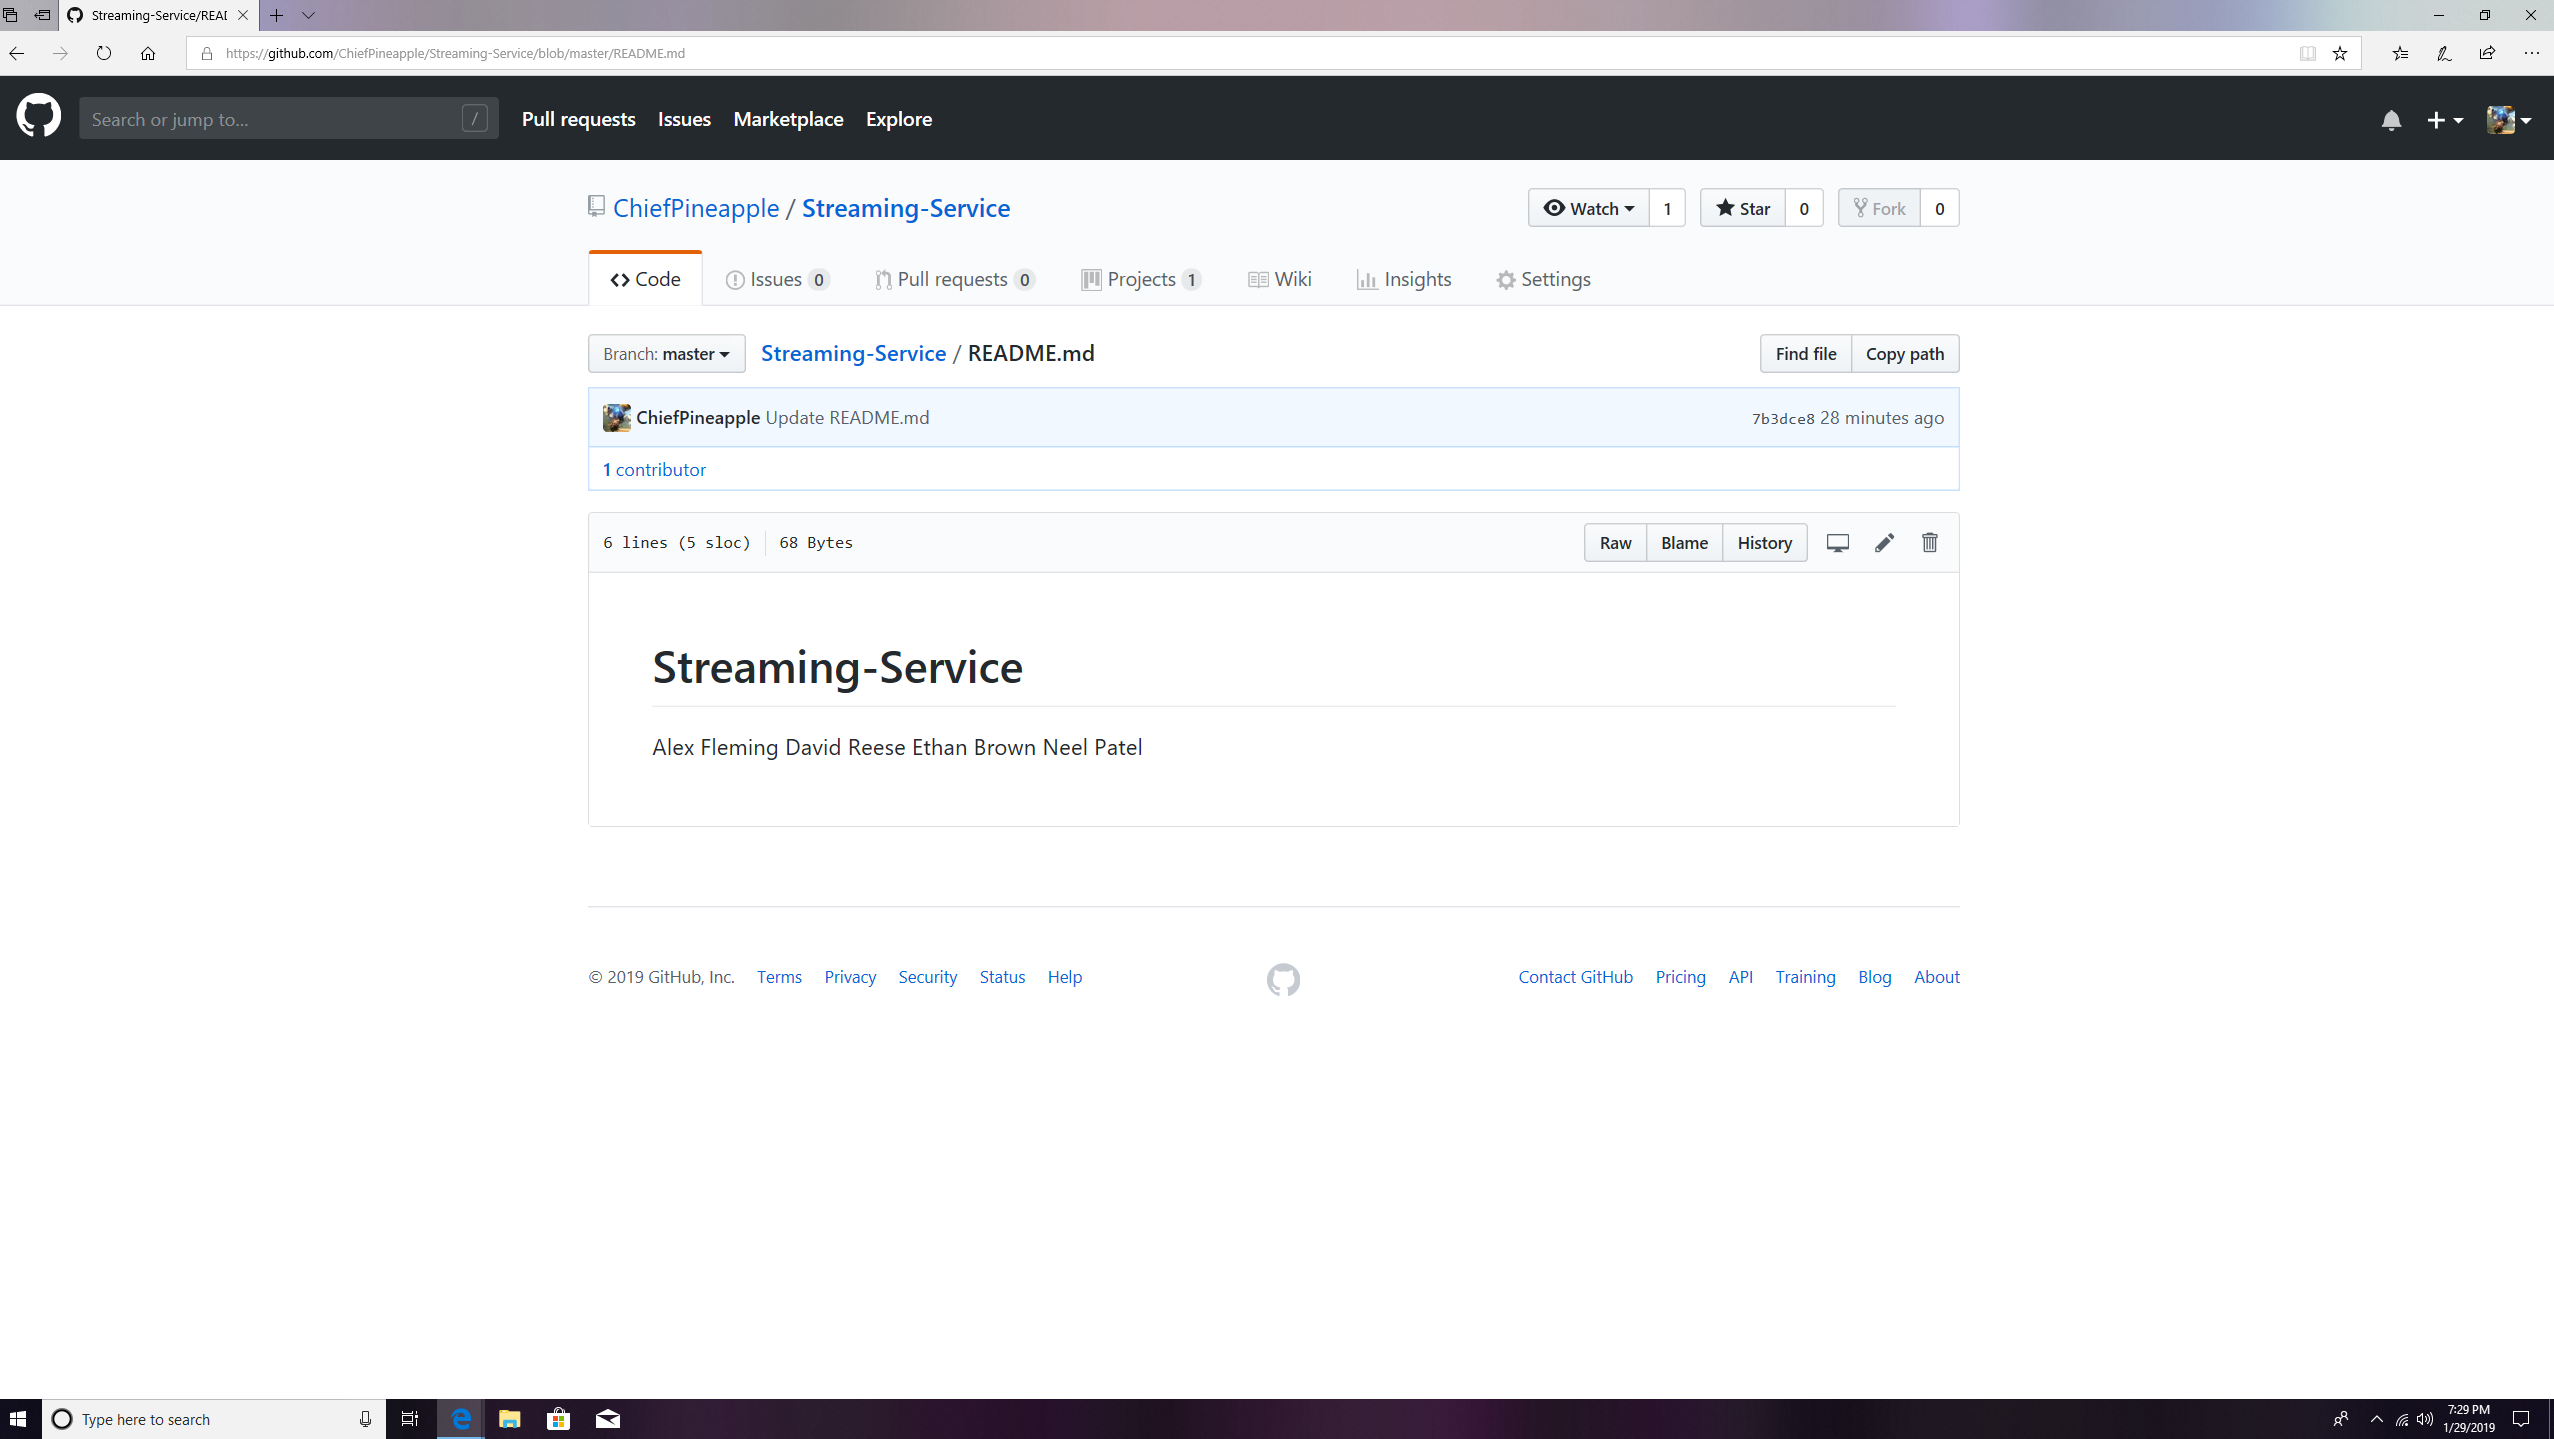 Streaming-Service/REAI
https://github.com/ChiefPineapple/Streaming-Service/blob/master/README.md
Search or jump to... / Pull requests Issues Marketplace Explore
ChiefPineapple / Streaming-Service Watch 1 Star 0 Fork 0
Code Issues 0 Pull requests 0 Projects 1 Wiki Insights Settings
Branch: master Streaming-Service / README.md Find file Copy path
ChiefPineapple Update README.md 7b3dce8 28 minutes ago
1 contributor
6 lines (5 sloc) 68 Bytes Raw Blame History
Streaming-Service
Alex Fleming David Reese Ethan Brown Neel Patel
© 2019 GitHub, Inc. Terms Privacy Security Status Help Contact GitHub Pricing API Training Blog About
Type here to search 7:29 PM
1/29/2019